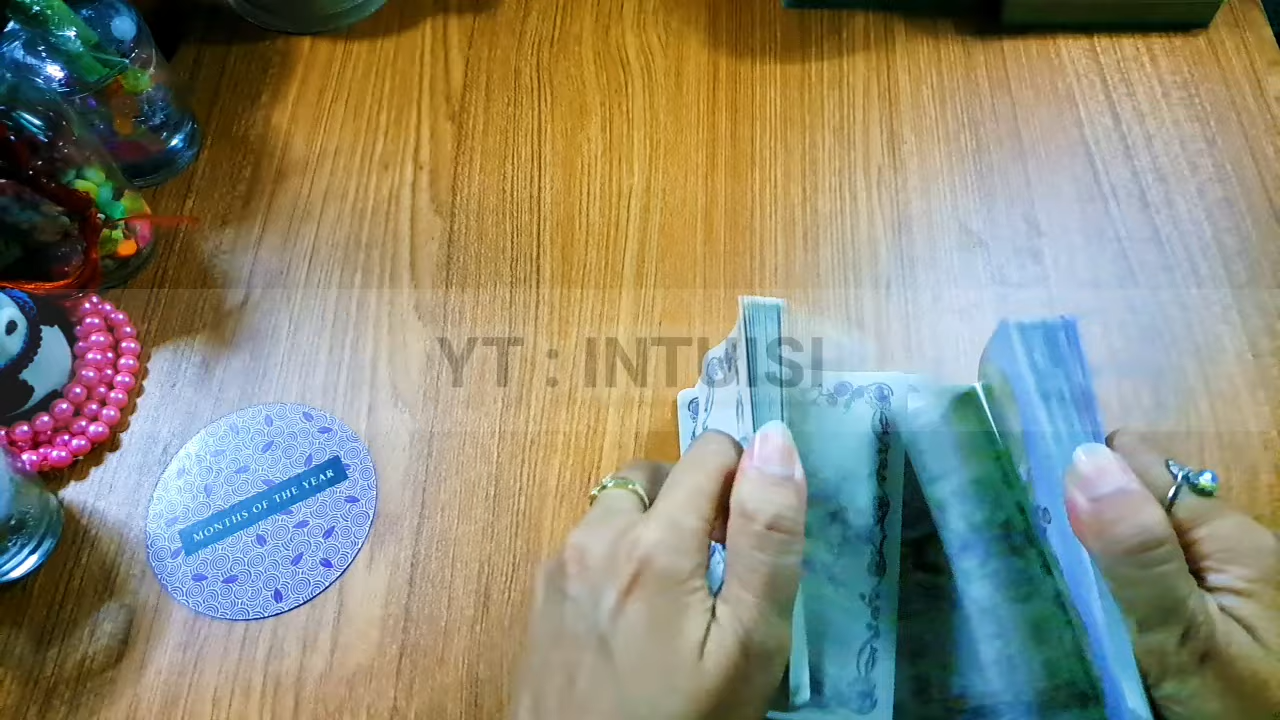 YT : INTUISI
MONTHS OF THE YEAR